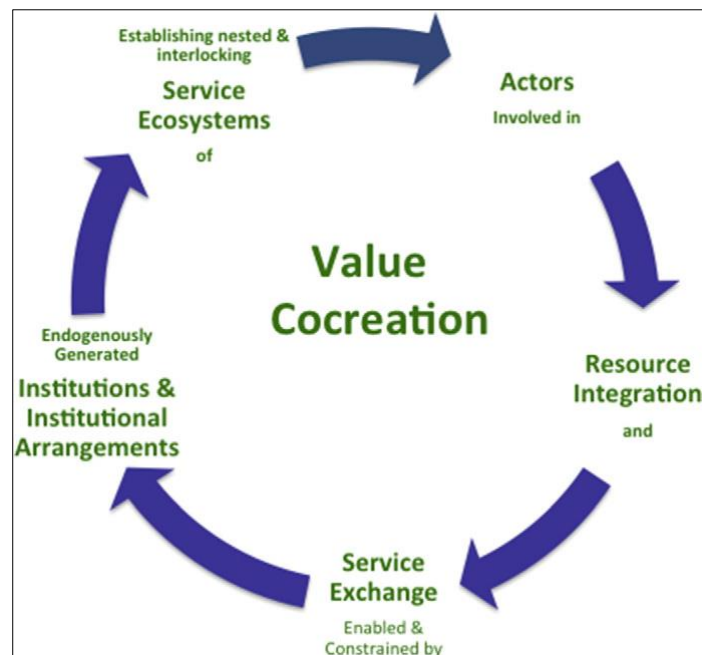 Establishing nested &
interlocking
Service
Ecosystems
of
Actors
Involved in
Resource
Integration
and
Service
Exchange
Enabled &
Constrained by
Endogenously
Generated
Institutions &
Institutional
Arrangements
Value
Cocreation